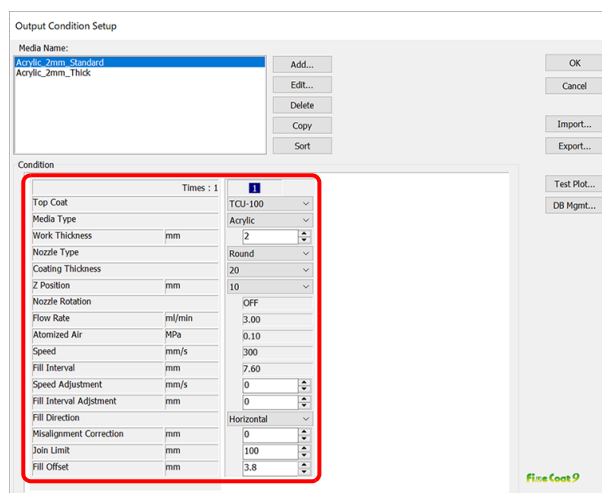 Output Condition Setup
Media Name:
Acrylic_2mm_Standard
Acrylic_2mm_Thick
Add...
Edit...
Delete
Copy
Sort
OK
Cancel
Import...
Export...
Test Plot...
DB Mgmt...
Condition
Times : 1 1
Top Coat TCU-100
Media Type Acrylic
Work Thickness mm 2
Nozzle Type Round
Coating Thickness 20
Z Position mm 10
Nozzle Rotation OFF
Flow Rate ml/min 3.00
Atomized Air MPa 0.10
Speed mm/s 300
Fill Interval mm 7.60
Speed Adjustment mm/s 0
Fill Interval Adjstment mm 0
Fill Direction Horizontal
Misalignment Correction mm 0
Join Limit mm 100
Fill Offset mm 3.8
Fine Coat 9